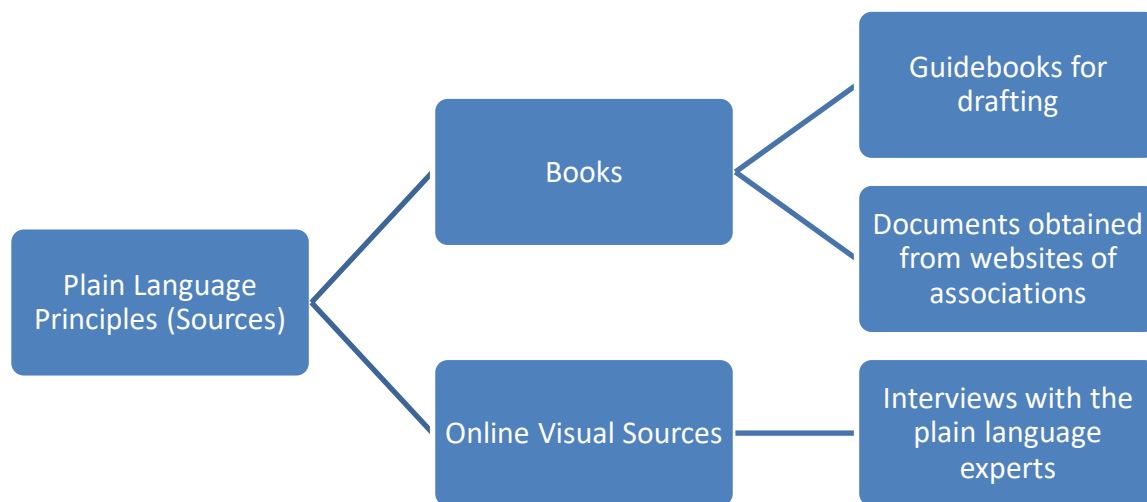 Plain Language
Principles (Sources)
Books
Guidebooks for
drafting
Documents obtained
from websites of
associations
Online Visual Sources
Interviews with the
plain language
experts